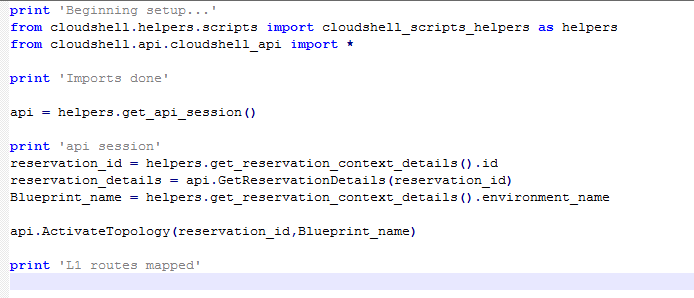 print 'Beginning setup...'
from cloudshell.helpers.scripts import cloudshell_scripts_helpers as helpers
from cloudshell.api.cloudshell_api import *
print 'Imports done'
api = helpers.get_api_session()
print 'api session'
reservation_id = helpers.get_reservation_context_details().id
reservation_details = api.GetReservationDetails(reservation_id)
Blueprint_name = helpers.get_reservation_context_details().environment_name
api.ActivateTopology(reservation_id,Blueprint_name)
print 'L1 routes mapped'